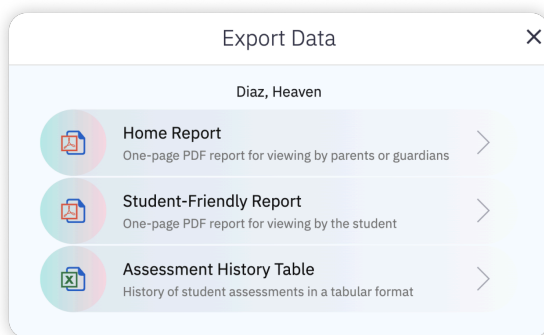 Export Data
Diaz, Heaven
Home Report
One-page PDF report for viewing by parents or guardians
Student-Friendly Report
One-page PDF report for viewing by the student
Assessment History Table
History of student assessments in a tabular format